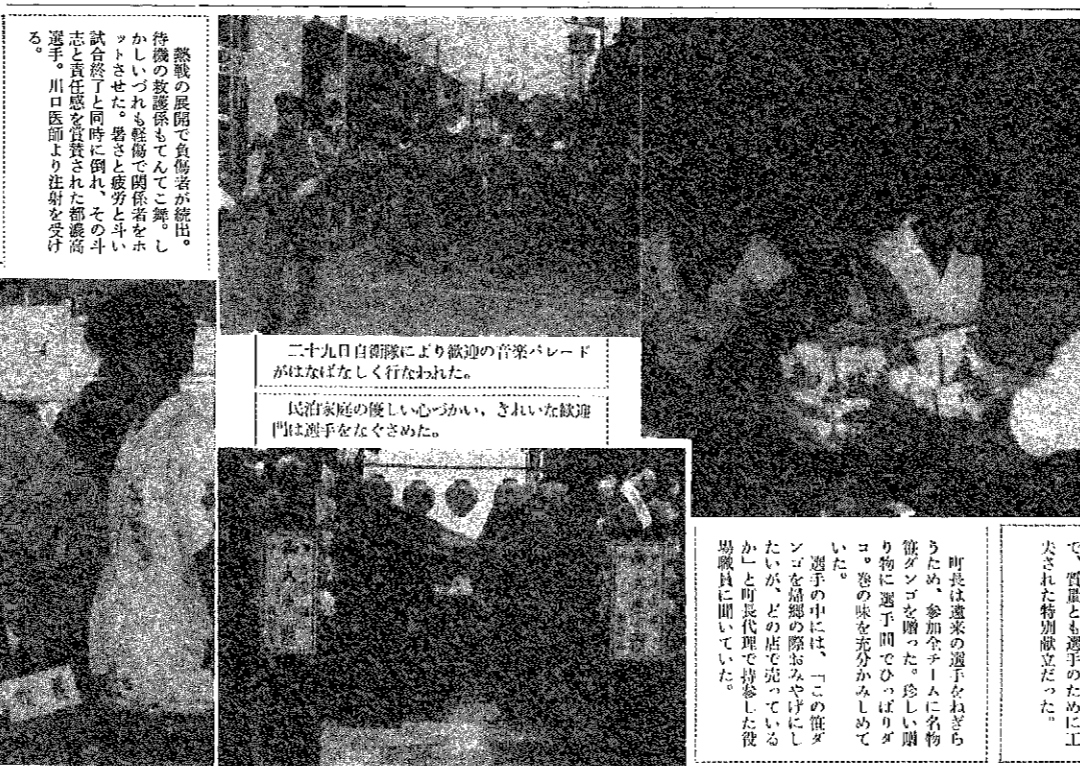 で、質量とも選手のために工
夫された特別献立だった。
町長は遠来の選手をねぎら
うため、参加全チームに名物
笹ダンゴを贈った。珍しい贈
り物に選手間でひっぱりダ
コ。巻の味を充分かみしめて
いた。
選手の中には、「この笹ダ
ンゴを帰郷の際おみやげにし
たいが、どの店で売っている
か」と町長代理で持参した役
場職員に聞いていた。
二十九日自衛隊により歓迎の音楽パレード
がはなばなしく行なわれた。
民泊家庭の優しい心づかい、きれいな歓迎
門は選手をなぐさめた。
熱戦の展開で負傷者が続出。
待機の救護係もてんてこ舞。し
かしいづれも軽傷で関係者をホ
ットさせた。暑さと疲労と斗い
試合終了と同時に倒れ、その斗
志と責任感を賞賛された都濃高
選手。川口医師より注射を受け
る。